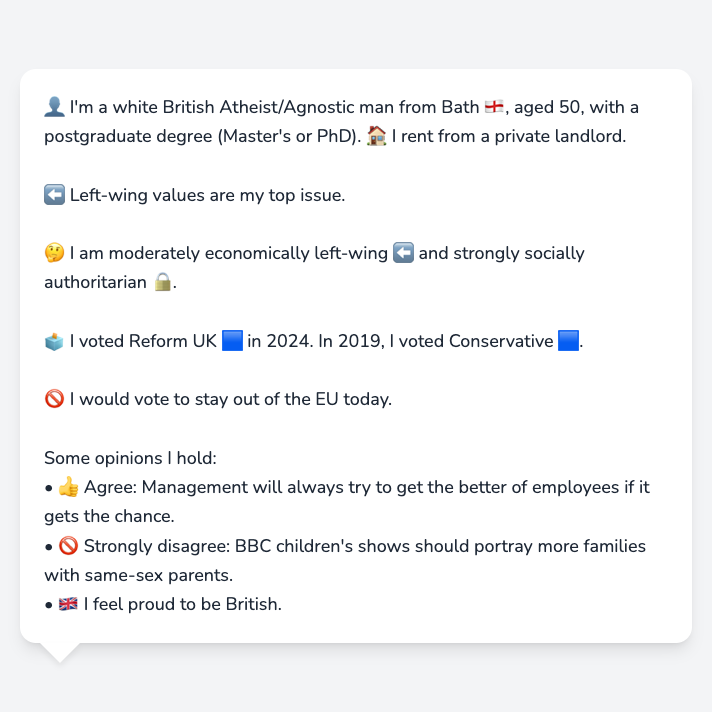 👤 I'm a white British Atheist/Agnostic man from Bath 🏴󠁧󠁢󠁥󠁮󠁧󠁿, aged 50, with a
postgraduate degree (Master's or PhD). 🏠 I rent from a private landlord.
⬅️ Left-wing values are my top issue.
🤔 I am moderately economically left-wing ⬅️ and strongly socially
authoritarian 🔒.
🗳️ I voted Reform UK 🟦 in 2024. In 2019, I voted Conservative 🟦.
🚫 I would vote to stay out of the EU today.
Some opinions I hold:
• 👍 Agree: Management will always try to get the better of employees if it
gets the chance.
• 🚫 Strongly disagree: BBC children's shows should portray more families
with same-sex parents.
• 🇬🇧 I feel proud to be British.